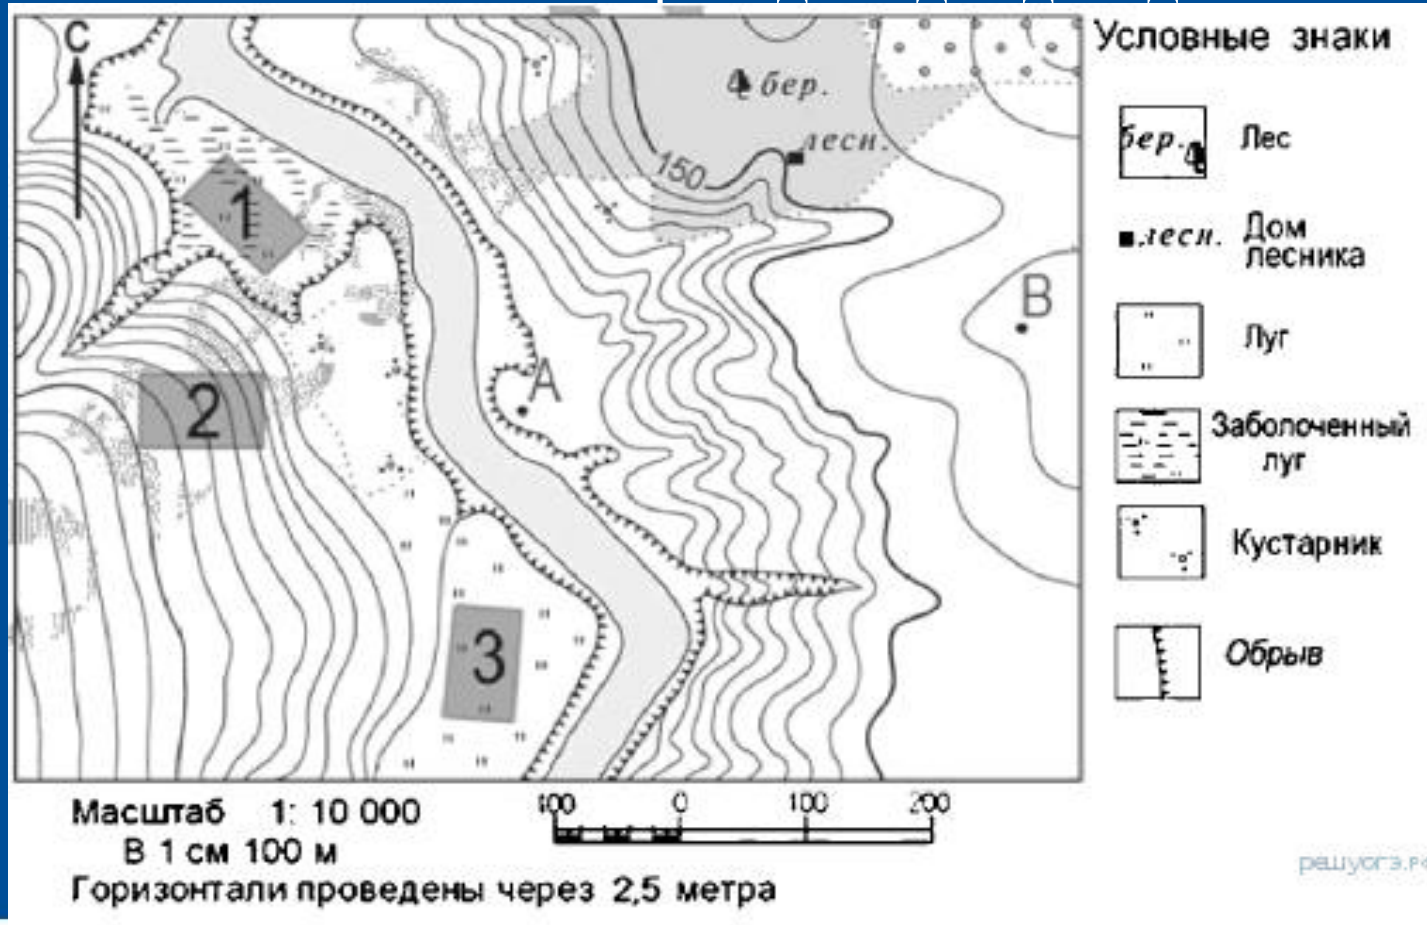 С
бер.
лесн.
150
1
2
3
А
В
Условные знаки
бер.
Лес
лесн.
Дом
лесника
Луг
Заболоченный
луг
Кустарник
Обрыв
Масштаб 1: 10 000
В 1 см 100 м
Горизонтали проведены через 2,5 метра
100 0 100 200